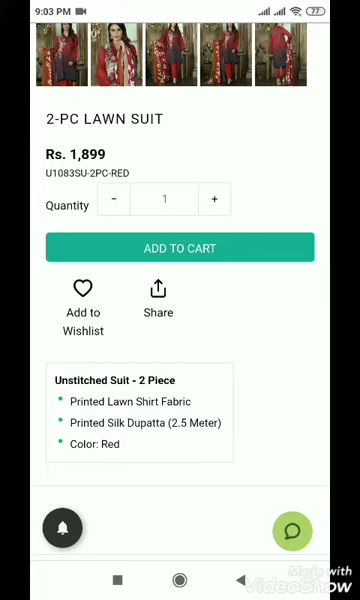 9:03 PM
77
2-PC LAWN SUIT
Rs. 1,899
U1083SU-2PC-RED
Quantity - 1 +
ADD TO CART
Add to Wishlist
Share
Unstitched Suit - 2 Piece
Printed Lawn Shirt Fabric
Printed Silk Dupatta (2.5 Meter)
Color: Red
Made with
VideoShow